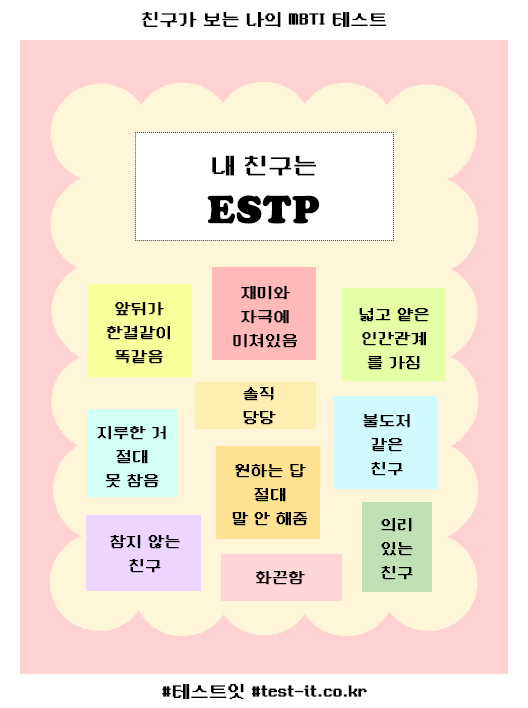 친구가 보는 나의 MBTI 테스트
내 친구는
ESTP
앞뒤가
한결같이
똑같음
재미와
자극에
미쳐있음
넓고 얕은
인간관계
를 가짐
솔직
당당
지루한 거
절대
못 참음
불도저
같은
친구
원하는 답
절대
말 안 해줌
참지 않는
친구
의리
있는
친구
화끈함
#테스트잇 #test-it.co.kr